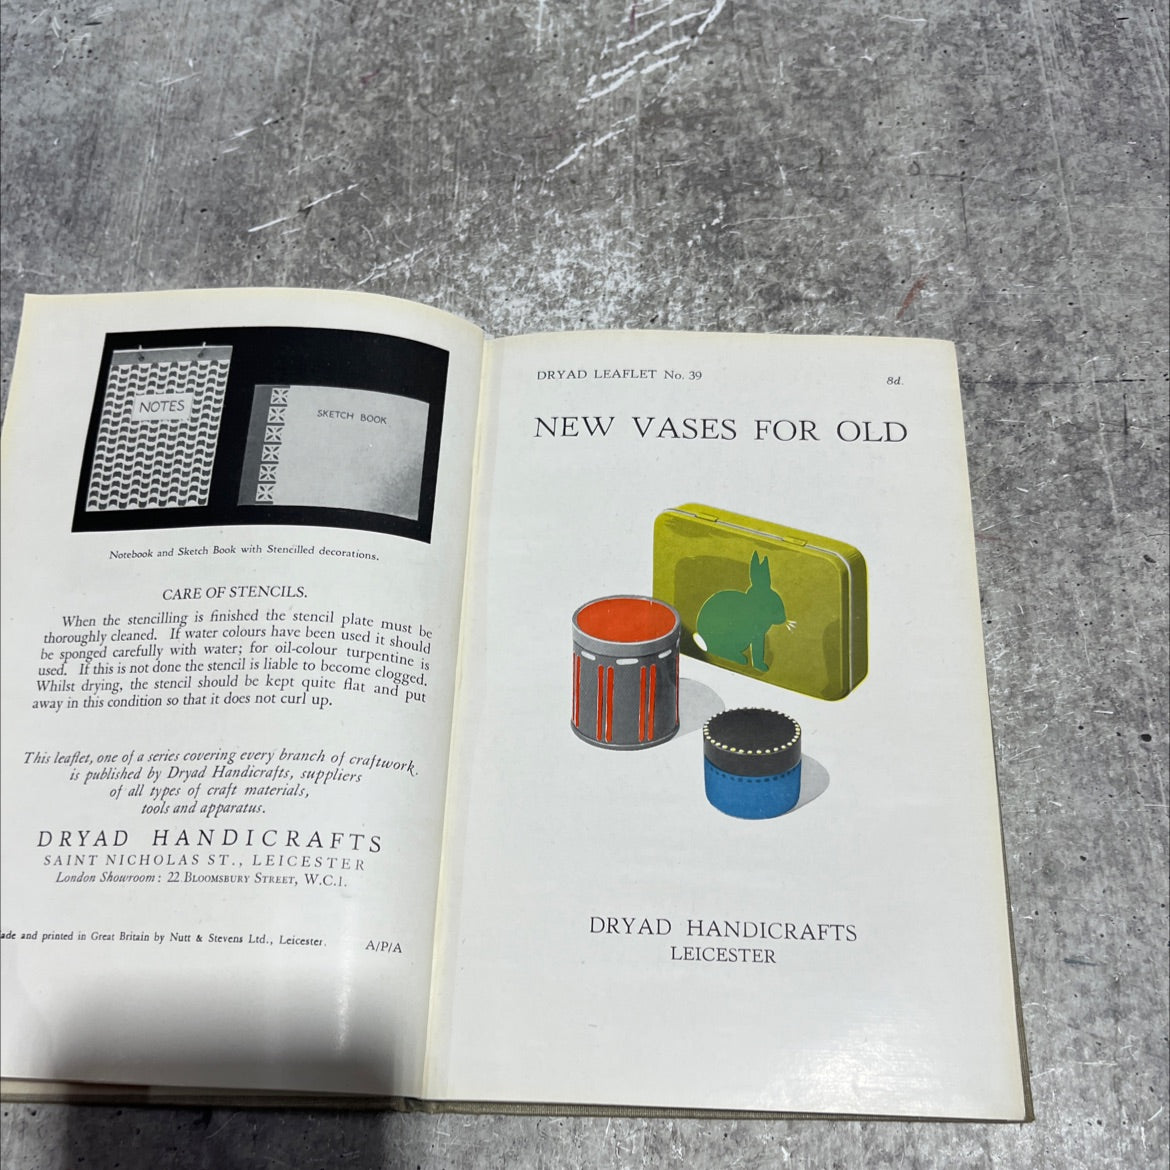 NOTES
SKETCH BOOK
Notebook and Sketch Book with Stencilled decorations.
CARE OF STENCILS.
When the stencilling is finished the stencil plate must be
thoroughly cleaned. If water colours have been used it should
be sponged carefully with water; for oil-colour turpentine is
used. If this is not done the stencil is liable to become clogged.
Whilst drying, the stencil should be kept quite flat and put
away in this condition so that it does not curl up.
This leaflet, one of a series covering every branch of craftwork,
is published by Dryad Handicrafts, suppliers
of all types of craft materials,
tools and apparatus.
DRYAD HANDICRAFTS
SAINT NICHOLAS ST., LEICESTER
London Showroom: 22 BLOOMSBURY STREET, W.C.1.
ade and printed in Great Britain by Nutt & Stevens Ltd., Leicester. A/P/A
DRYAD LEAFLET No. 39 8d.
NEW VASES FOR OLD
DRYAD HANDICRAFTS
LEICESTER